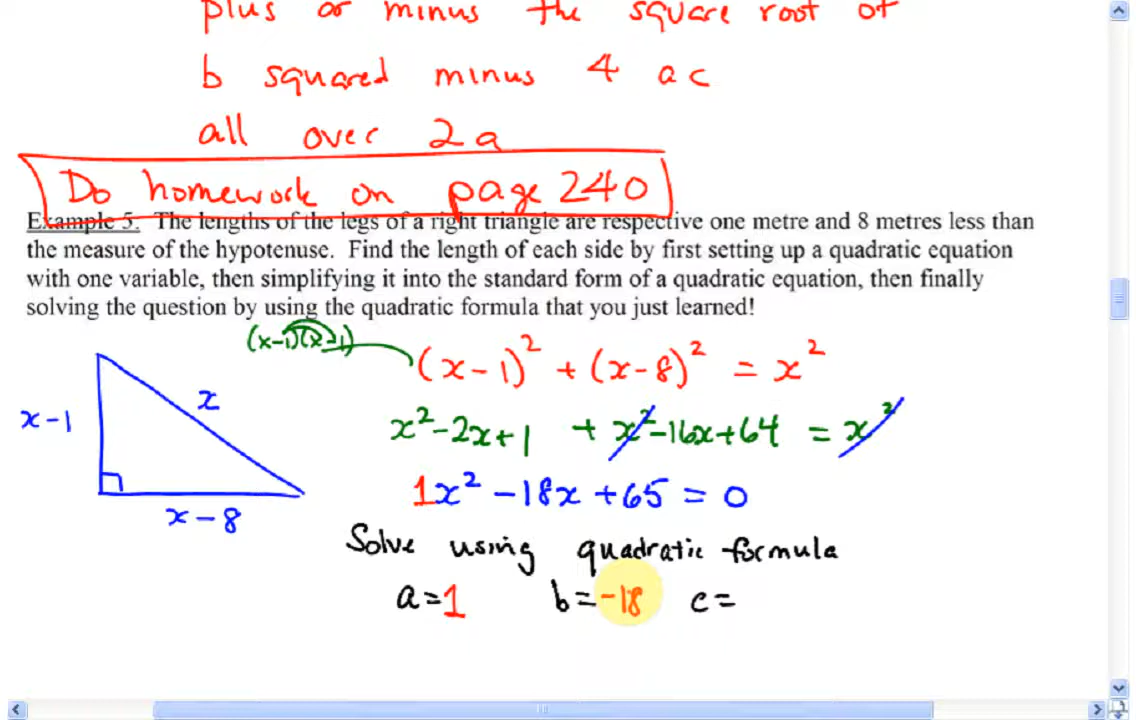 plus or minus the square root of
b squared minus 4 ac
all over 2a
Do homework on page 240
Example 5. The lengths of the legs of a right triangle are respective one metre and 8 metres less than
the measure of the hypotenuse. Find the length of each side by first setting up a quadratic equation
with one variable, then simplifying it into the standard form of a quadratic equation, then finally
solving the question by using the quadratic formula that you just learned!
(x-1)(x-1)
(x-1)² + (x-8)² = x²
x-1
x
x²-2x+1 + x²-16x+64 = x²
1x² -18x +65 = 0
x-8
Solve using quadratic formula
a=1 b=-18 c=